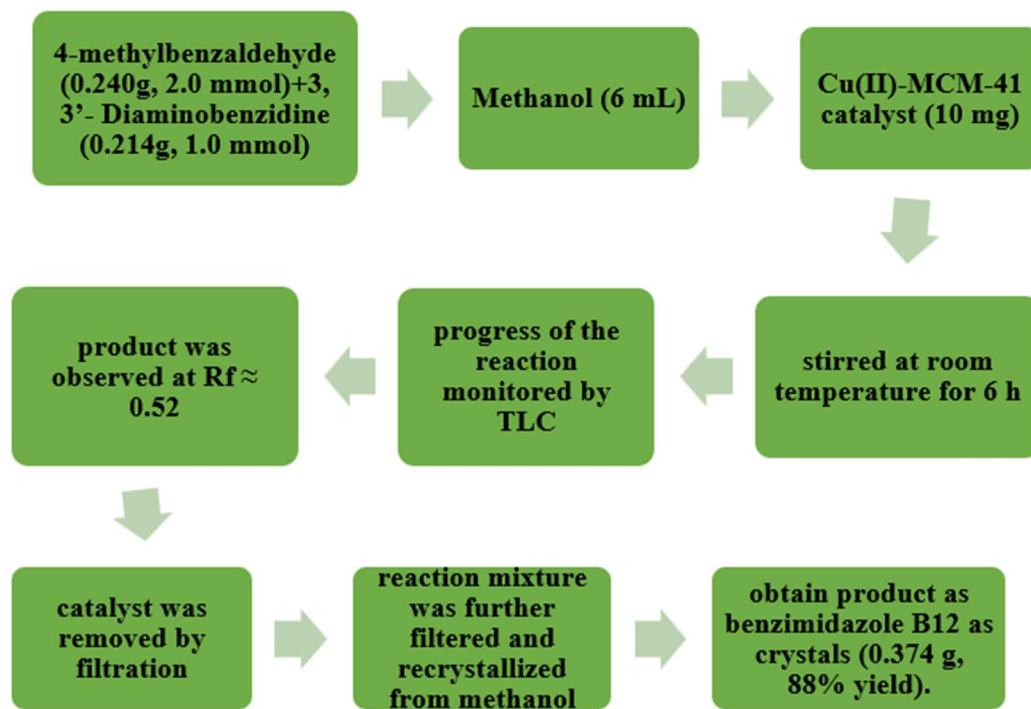 4-methylbenzaldehyde
(0.240g, 2.0 mmol)+3,
3’- Diaminobenzidine
(0.214g, 1.0 mmol)
Methanol (6 mL)
Cu(II)-MCM-41
catalyst (10 mg)
stirred at room
temperature for 6 h
progress of the
reaction
monitored by
TLC
product was
observed at Rf ≈
0.52
catalyst was
removed by
filtration
reaction mixture
was further
filtered and
recrystallized
from methanol
obtain product as
benzimidazole B12 as
crystals (0.374 g,
88% yield).